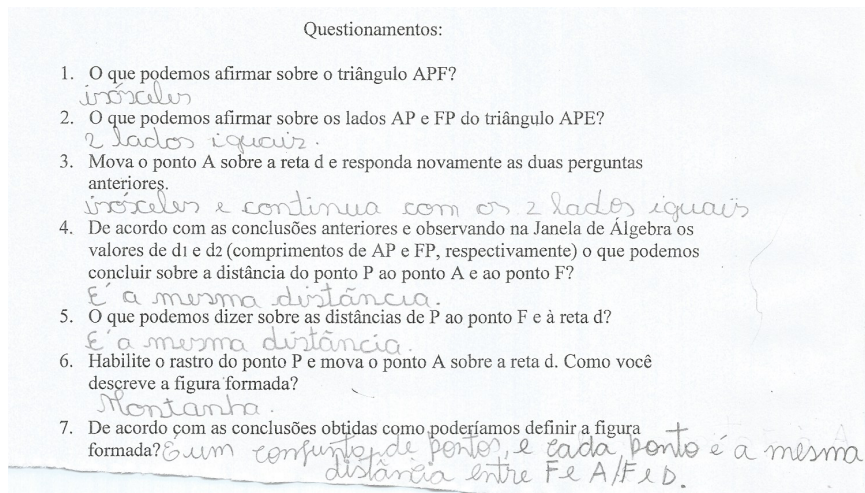 Questionamentos:
1. O que podemos afirmar sobre o triângulo APF?
isósceles
2. O que podemos afirmar sobre os lados AP e FP do triângulo APE?
2 lados iguais.
3. Mova o ponto A sobre a reta d e responda novamente as duas perguntas
anteriores.
isósceles e continua com os 2 lados iguais
4. De acordo com as conclusões anteriores e observando na Janela de Álgebra os
valores de d1 e d2 (comprimentos de AP e FP, respectivamente) o que podemos
concluir sobre a distância do ponto P ao ponto A e ao ponto F?
É a mesma distância.
5. O que podemos dizer sobre as distâncias de P ao ponto F e à reta d?
É a mesma distância.
6. Habilite o rastro do ponto P e mova o ponto A sobre a reta d. Como você
descreve a figura formada?
Montanha.
7. De acordo com as conclusões obtidas como poderíamos definir a figura
formada? É um conjunto de pontos, e cada ponto é a mesma
distância entre F e A/F e D.